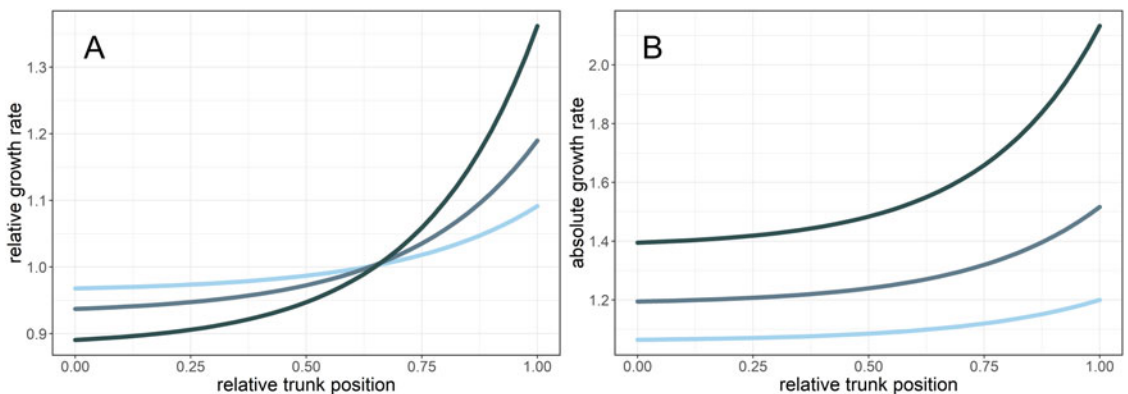 A
relative growth rate
1.3
1.2
1.1
1.0
0.9
0.00 0.25 0.50 0.75 1.00
relative trunk position
B
absolute growth rate
2.0
1.8
1.6
1.4
1.2
0.00 0.25 0.50 0.75 1.00
relative trunk position